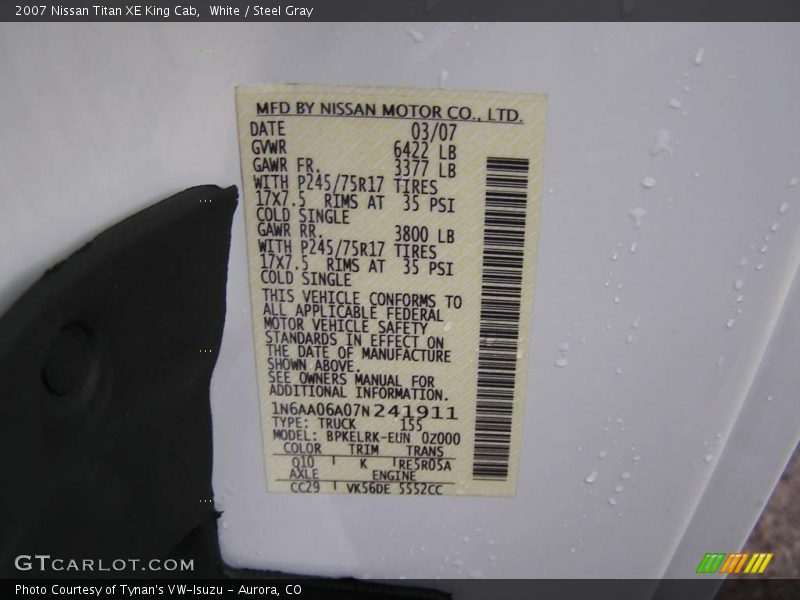 2007 Nissan Titan XE King Cab,  White / Steel Gray
MFD BY NISSAN MOTOR CO., LTD.
DATE 03/07
GVWR 6422 LB
GAWR FR. 3377 LB
WITH P245/75R17 TIRES
17X7.5 RIMS AT 35 PSI
COLD SINGLE
GAWR RR. 3800 LB
WITH P245/75R17 TIRES
17X7.5 RIMS AT 35 PSI
COLD SINGLE
THIS VEHICLE CONFORMS TO
ALL APPLICABLE FEDERAL
MOTOR VEHICLE SAFETY
STANDARDS IN EFFECT ON
THE DATE OF MANUFACTURE
SHOWN ABOVE.
SEE OWNERS MANUAL FOR
ADDITIONAL INFORMATION.
1N6AA06A07N241911
TYPE: TRUCK 155
MODEL: BPKELRK-EUN 0Z000
COLOR TRIM TRANS
Q10 K RE5R05A
AXLE ENGINE
CC29 VK56DE 5552CC
GTCARLOT.COM
Photo Courtesy of Tynan's VW-Isuzu - Aurora, CO